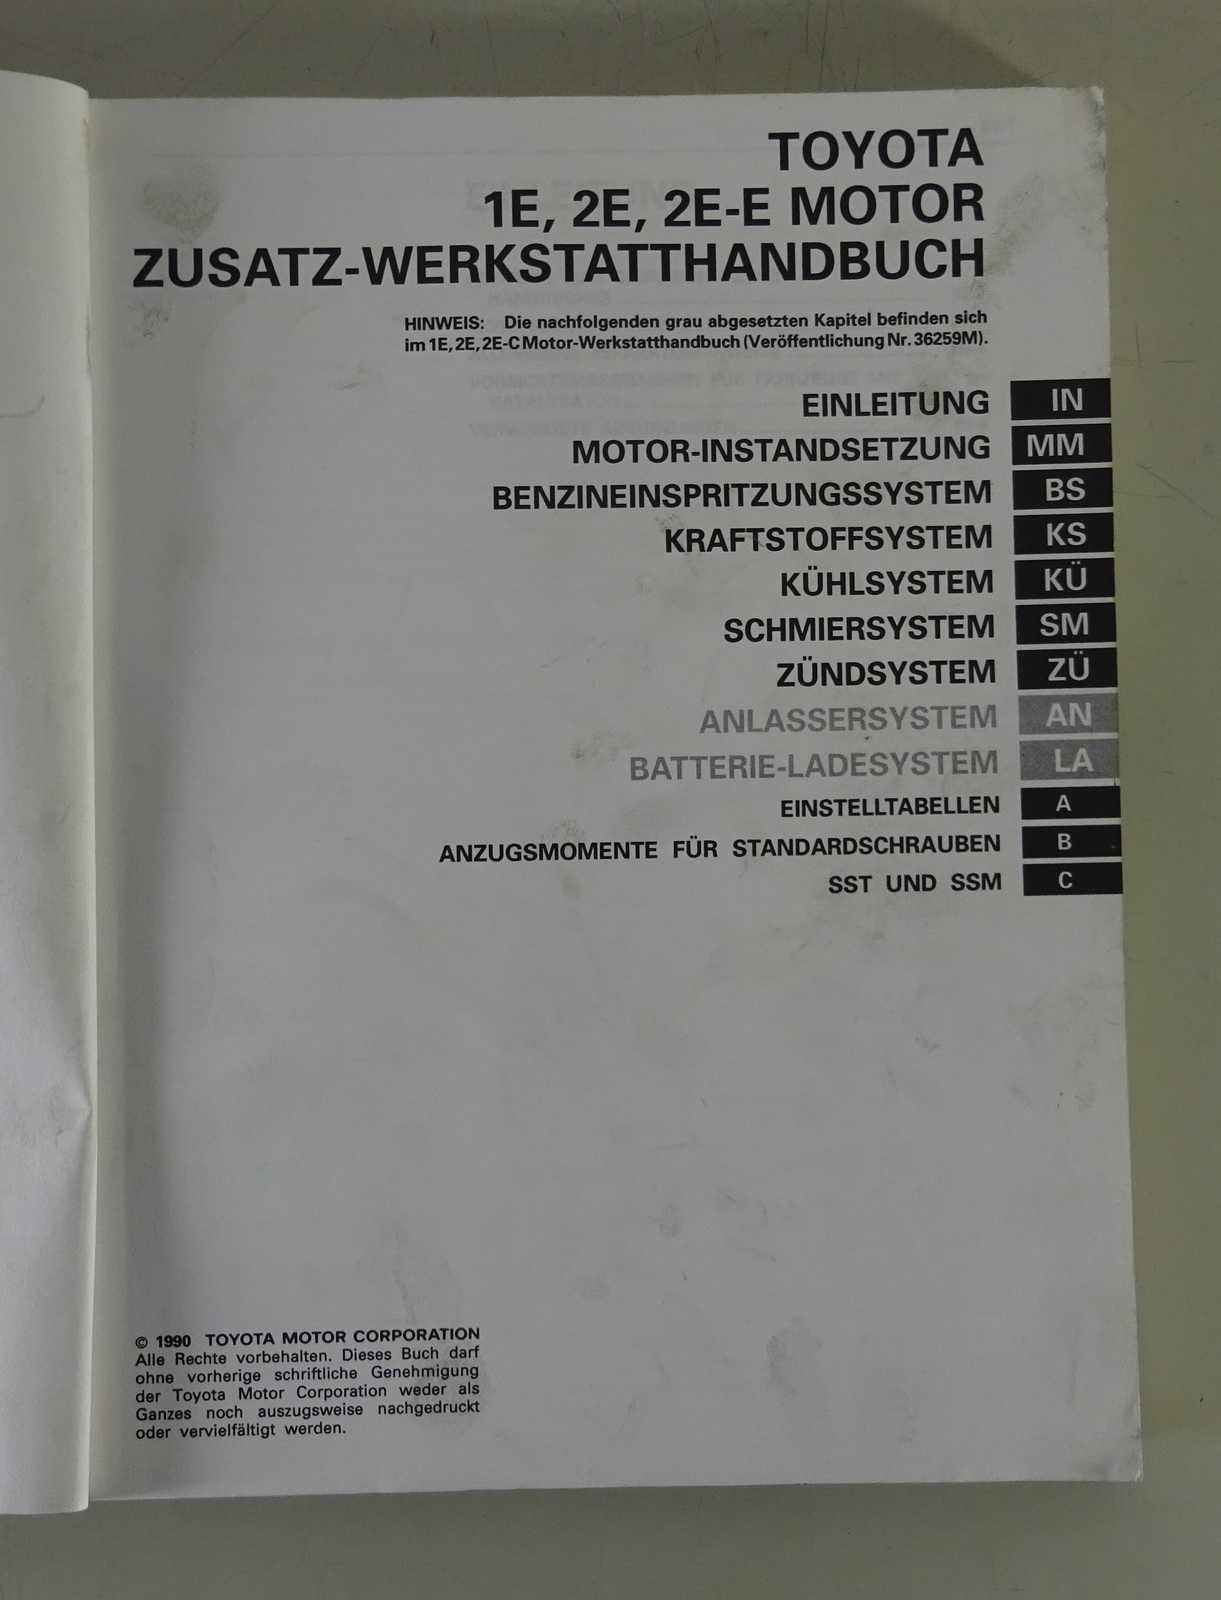 TOYOTA
1E, 2E, 2E-E MOTOR
ZUSATZ-WERKSTATTHANDBUCH
HINWEIS: Die nachfolgenden grau abgesetzten Kapitel befinden sich
im 1E, 2E, 2E-C Motor-Werkstatthandbuch (Veröffentlichung Nr. 36259M).
EINLEITUNG IN
MOTOR-INSTANDSETZUNG MM
BENZINEINSPRITZUNGSSYSTEM BS
KRAFTSTOFFSYSTEM KS
KÜHLSYSTEM KÜ
SCHMIERSYSTEM SM
ZÜNDSYSTEM ZÜ
ANLASSERSYSTEM AN
BATTERIE-LADESYSTEM LA
EINSTELLTABELLEN A
ANZUGSMOMENTE FÜR STANDARDSCHRAUBEN B
SST UND SSM C
© 1990 TOYOTA MOTOR CORPORATION
Alle Rechte vorbehalten. Dieses Buch darf
ohne vorherige schriftliche Genehmigung
der Toyota Motor Corporation weder als
Ganzes noch auszugsweise nachgedruckt
oder vervielfältigt werden.